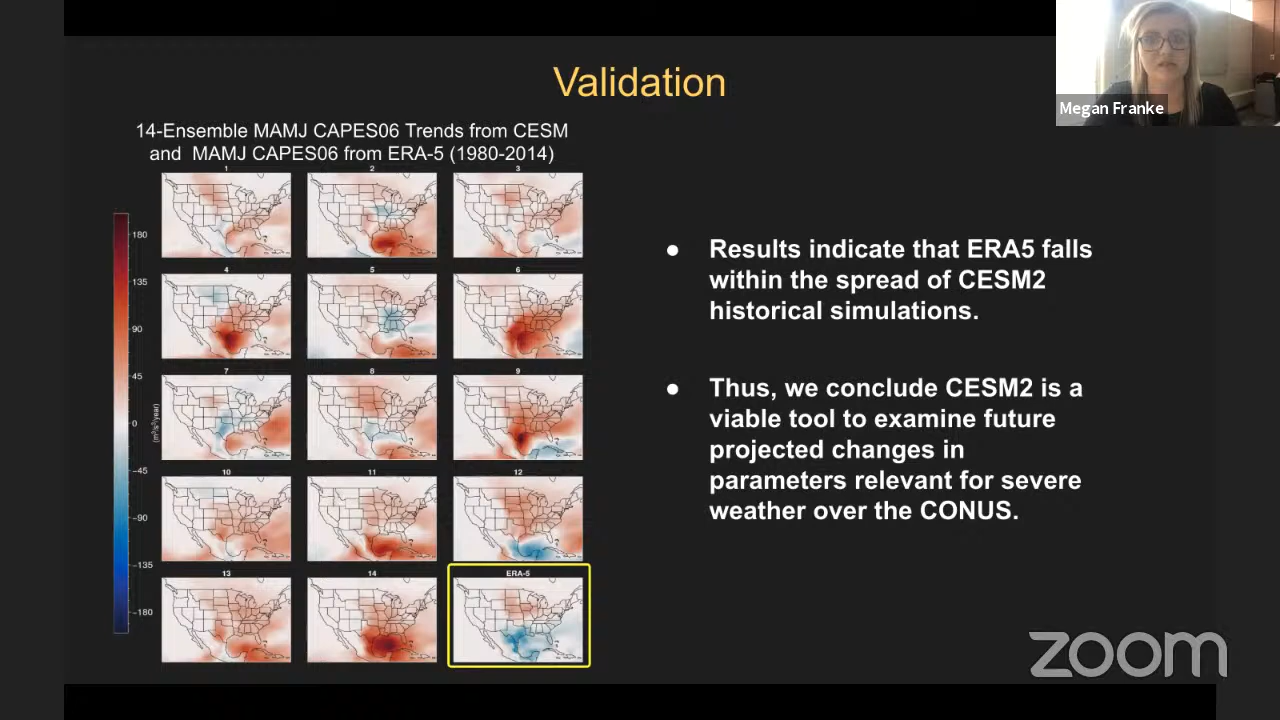 Validation
Megan Franke
14-Ensemble MAMJ CAPES06 Trends from CESM
and MAMJ CAPES06 from ERA-5 (1980-2014)
1
2
3
4
5
6
7
8
9
10
11
12
13
14
ERA-5
180
135
90
45
0
−45
−90
−135
−180
(m³/s³/year)
● Results indicate that ERA5 falls
within the spread of CESM2
historical simulations.
● Thus, we conclude CESM2 is a
viable tool to examine future
projected changes in
parameters relevant for severe
weather over the CONUS.
zoom